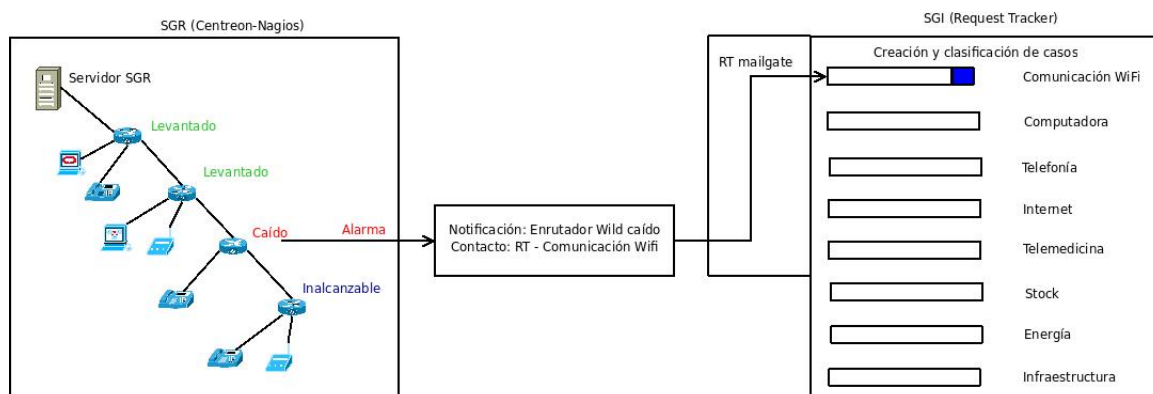 SGR (Centreon-Nagios)
Servidor SGR
Levantado
Levantado
Caído
Alarma
Inalcanzable
Notificación: Enrutador Wild caído
Contacto: RT - Comunicación Wifi
SGI (Request Tracker)
RT mailgate
Creación y clasificación de casos
Comunicación WiFi
Computadora
Telefonía
Internet
Telemedicina
Stock
Energía
Infraestructura